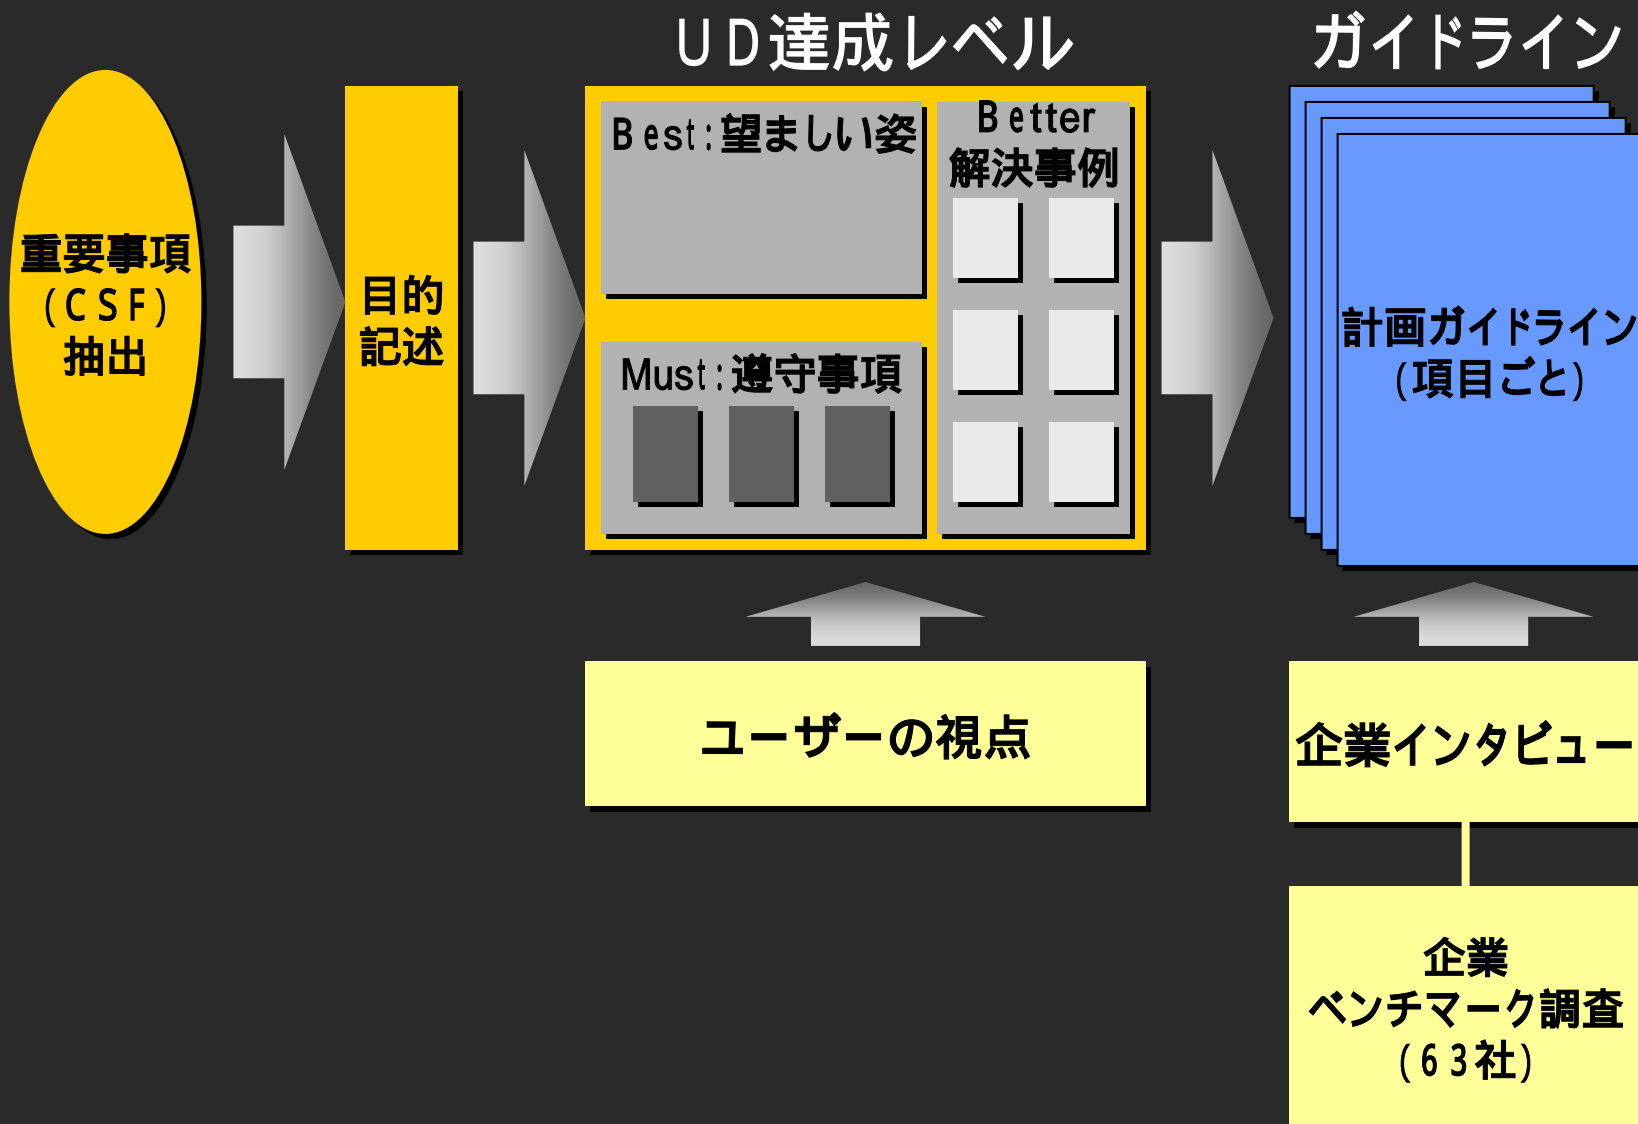 ＵＤ達成レベル
ガイドライン
重要事項
(ＣＳＦ)
抽出
目的
記述
Best:望ましい姿
Better
解決事例
Must:遵守事項
計画ガイドライン
(項目ごと)
ユーザーの視点
企業インタビュー
企業
ベンチマーク調査
(６３社)